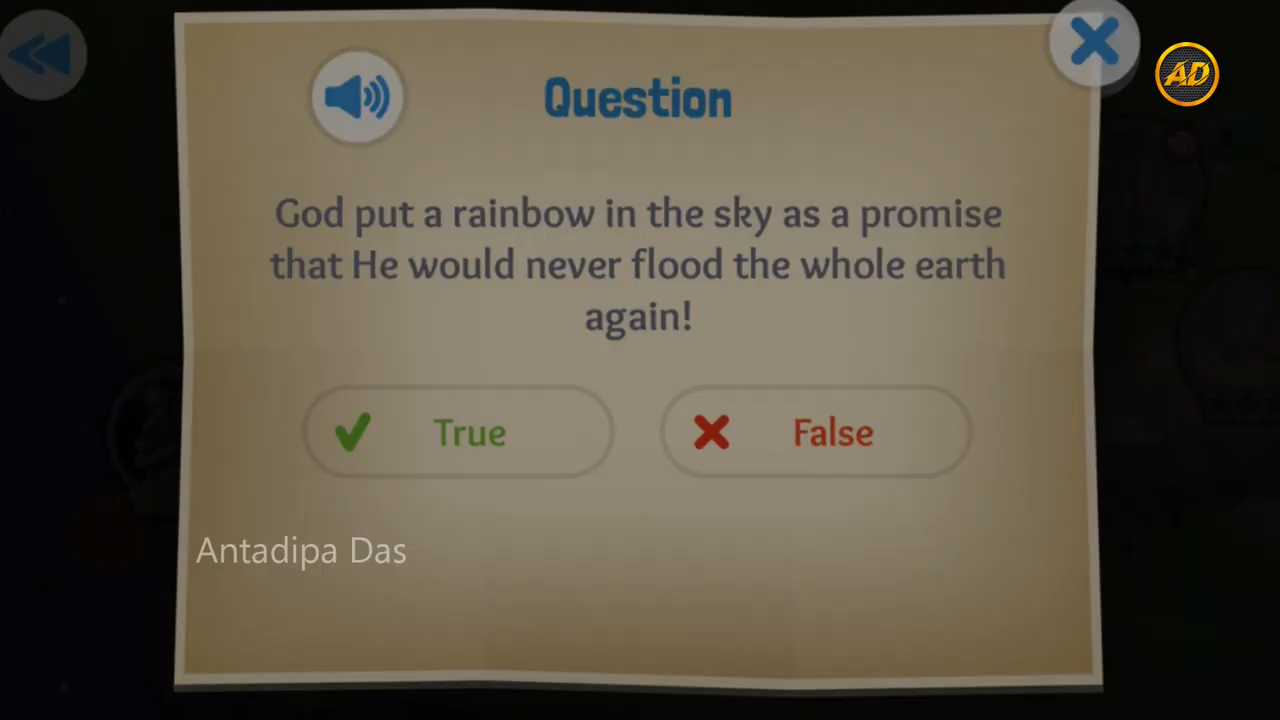 AD
Question
God put a rainbow in the sky as a promise
that He would never flood the whole earth
again!
True
False
Antadipa Das